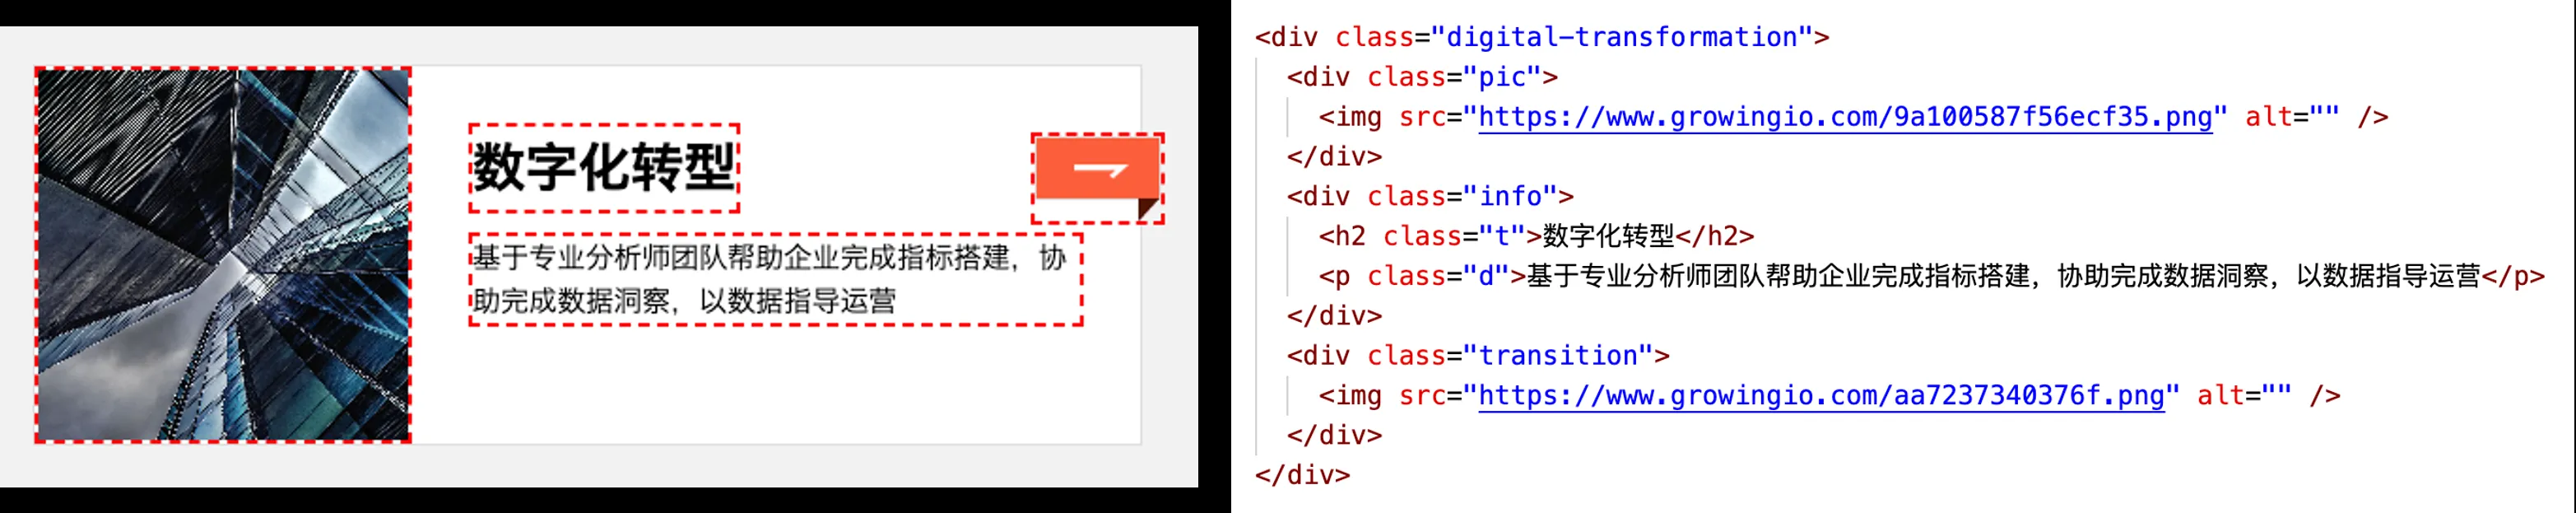 数字化转型
基于专业分析师团队帮助企业完成指标搭建，协
助完成数据洞察，以数据指导运营
<div class="digital-transformation">
<div class="pic">
<img src="https://www.growingio.com/9a100587f56ecf35.png" alt="" />
</div>
<div class="info">
<h2 class="t">数字化转型</h2>
<p class="d">基于专业分析师团队帮助企业完成指标搭建，协助完成数据洞察，以数据指导运营</p>
</div>
<div class="transition">
<img src="https://www.growingio.com/aa7237340376f.png" alt="" />
</div>
</div>